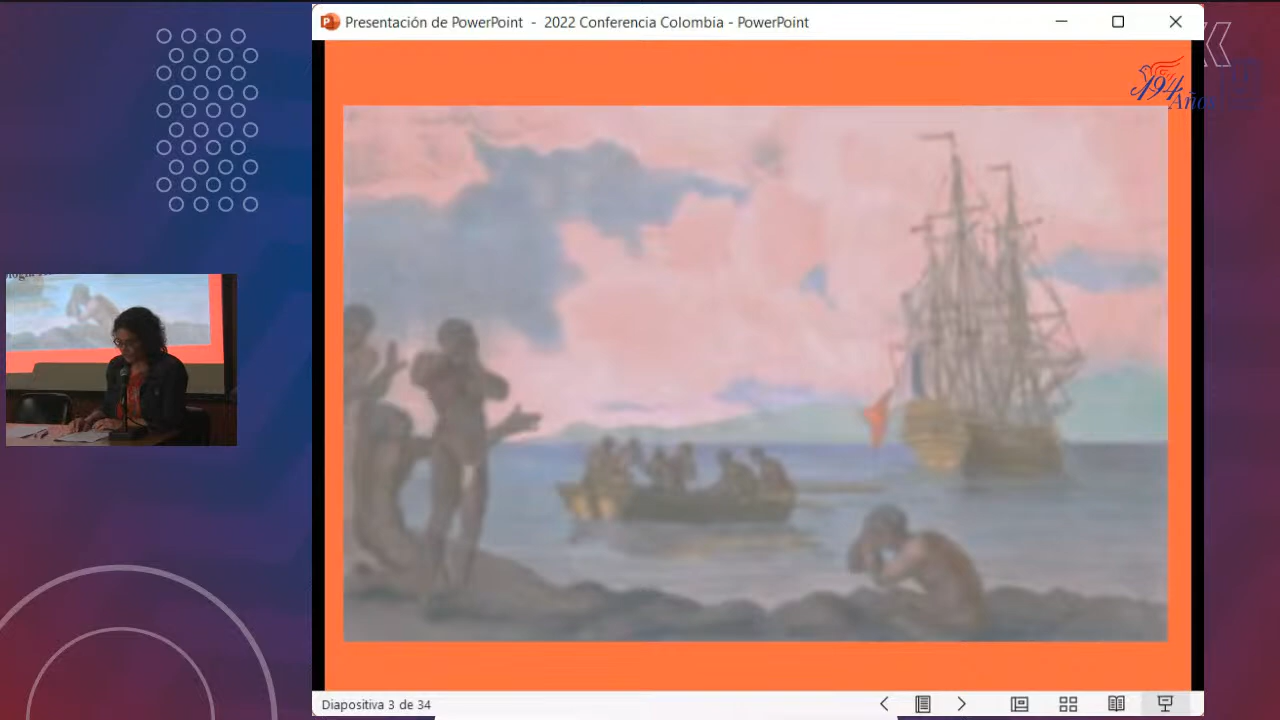 Presentación de PowerPoint - 2022 Conferencia Colombia - PowerPoint
194
Años
Diapositiva 3 de 34